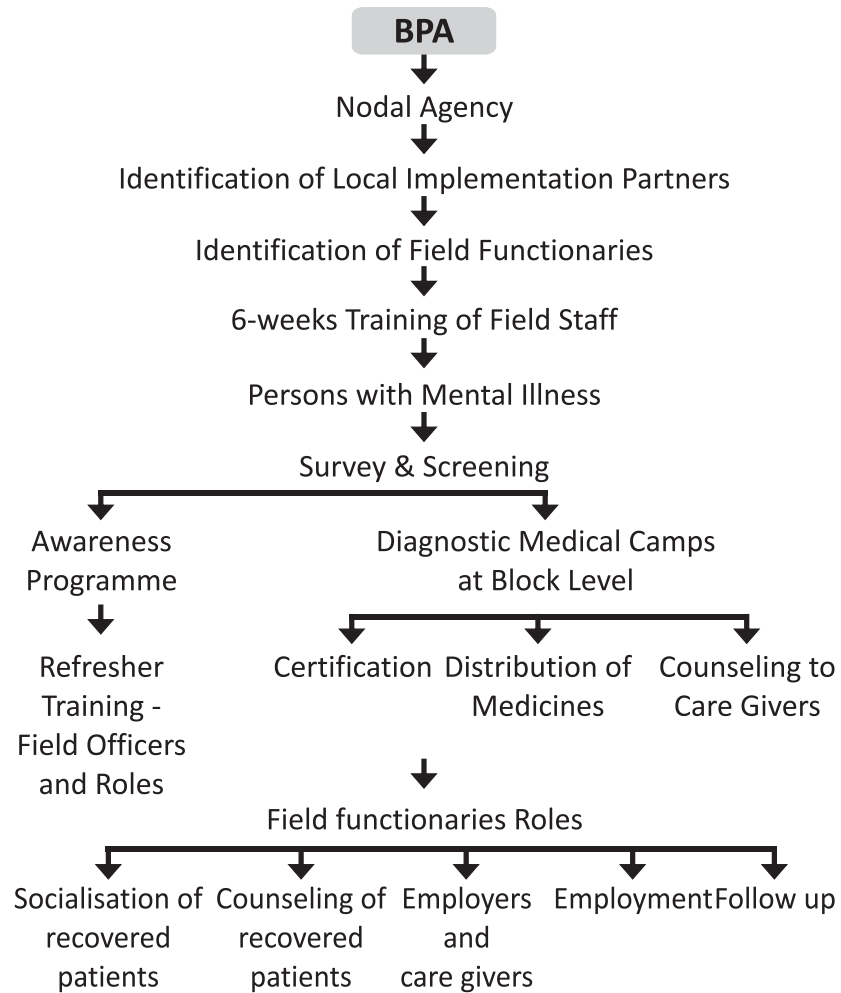 BPA
Nodal Agency
Identification of Local Implementation Partners
Identification of Field Functionaries
6-weeks Training of Field Staff
Persons with Mental Illness
Survey & Screening
Awareness
Programme
Diagnostic Medical Camps
at Block Level
Refresher
Training -
Field Officers
and Roles
Certification
Distribution of
Medicines
Counseling to
Care Givers
Field functionaries Roles
Socialisation of
recovered
patients
Counseling of
recovered
patients
Employers
and
care givers
Employment
Follow up